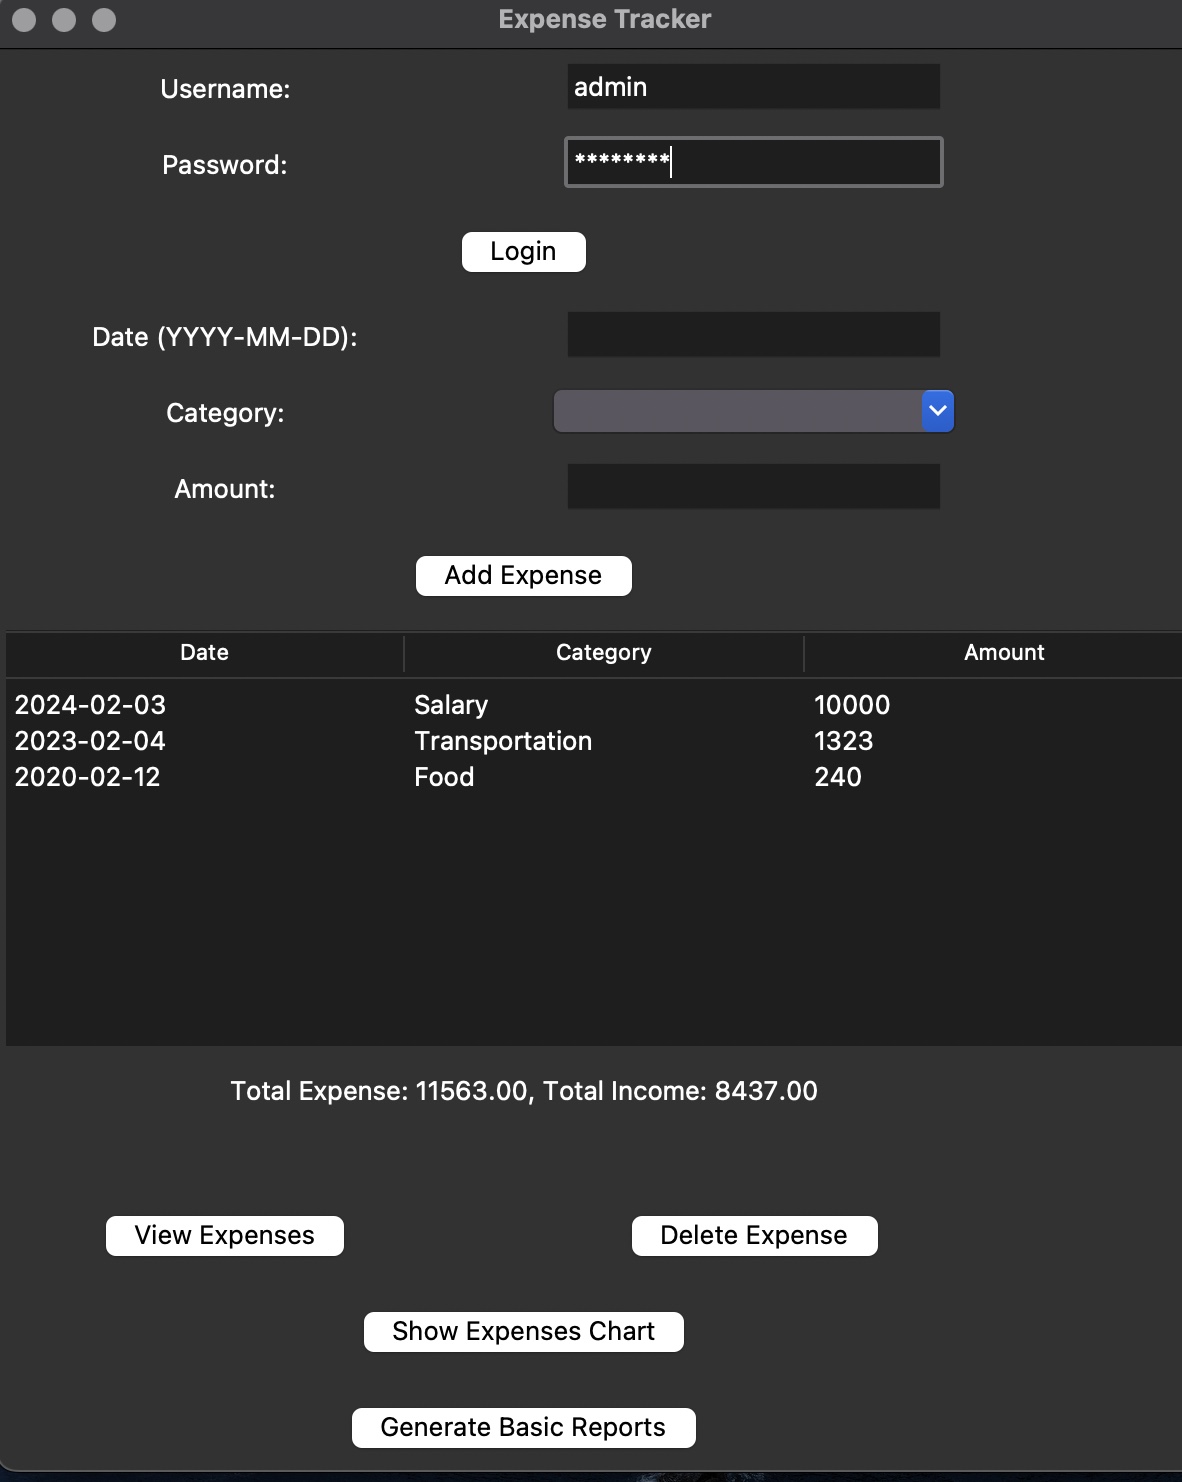 Expense Tracker
Username: admin
Password: ********
Login
Date (YYYY-MM-DD):
Category:
Amount:
Add Expense
Date Category Amount
2024-02-03 Salary 10000
2023-02-04 Transportation 1323
2020-02-12 Food 240
Total Expense: 11563.00, Total Income: 8437.00
View Expenses Delete Expense
Show Expenses Chart
Generate Basic Reports